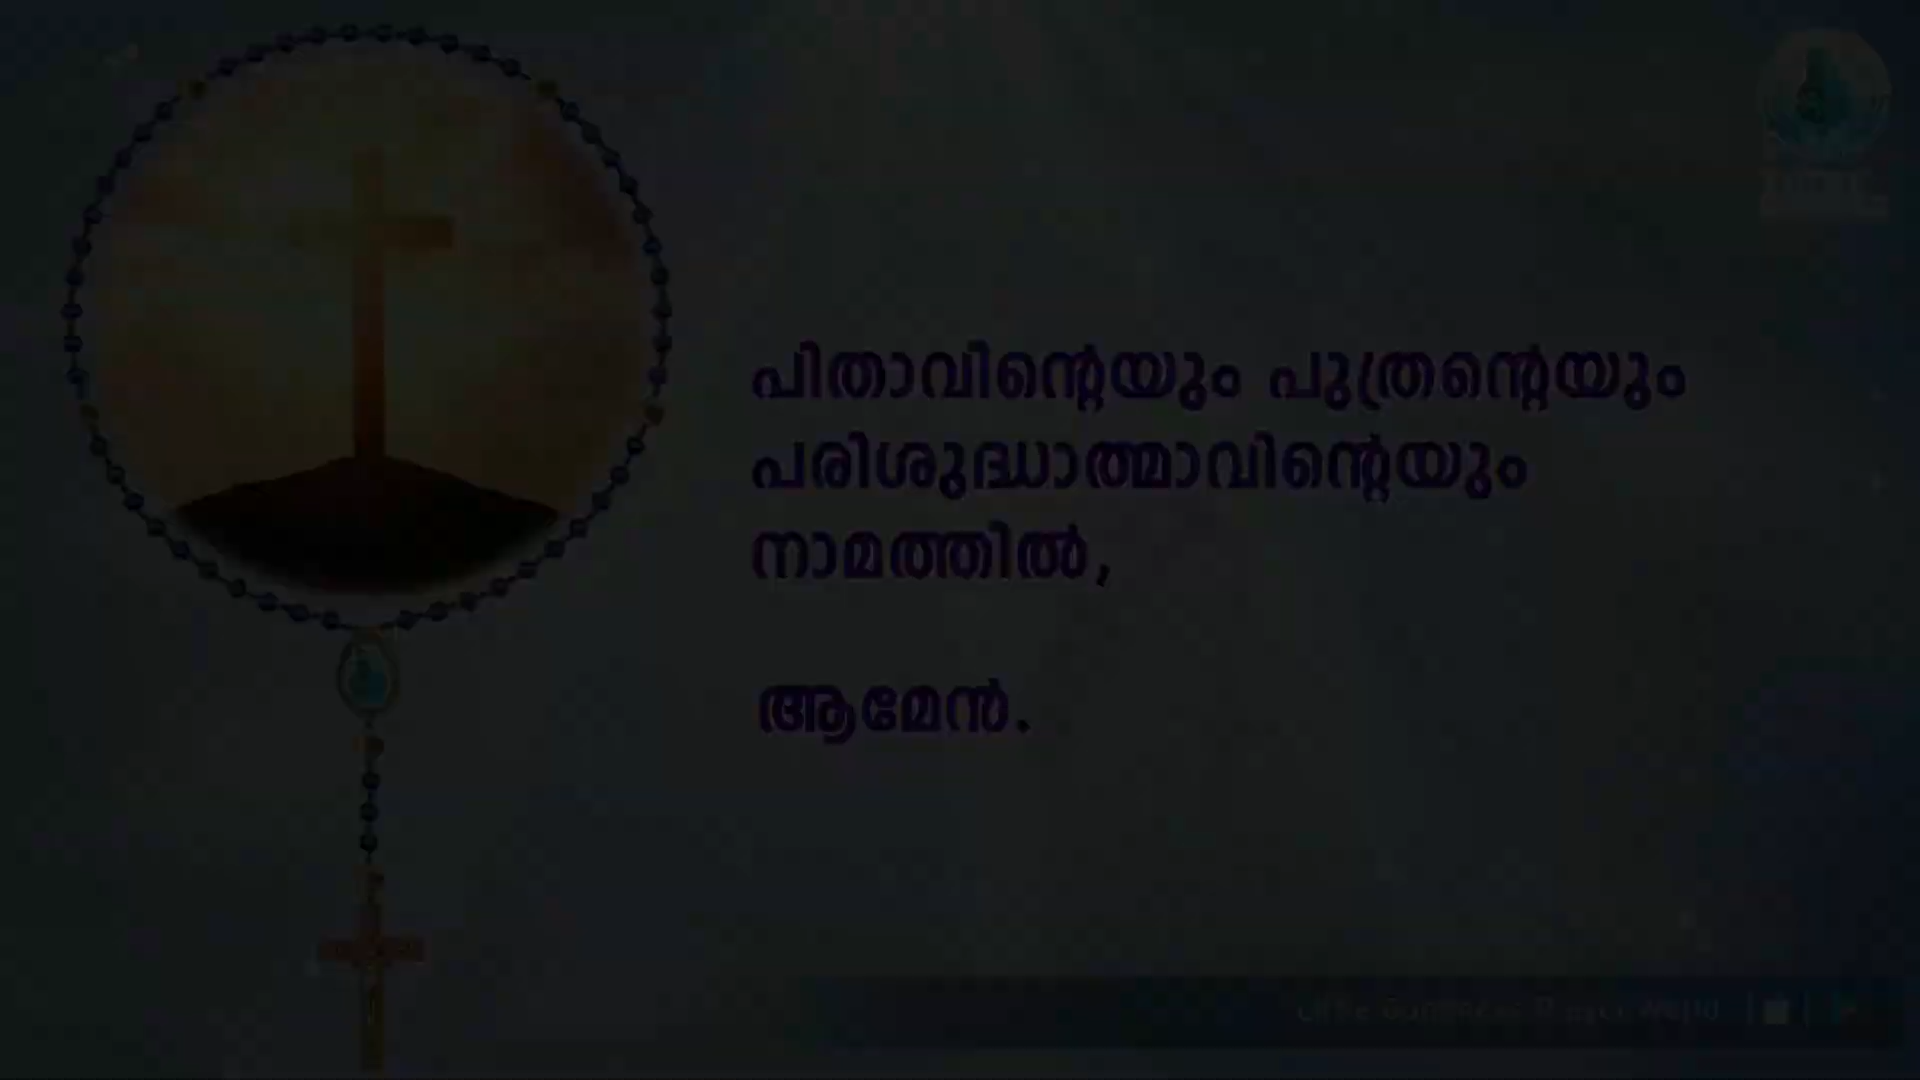 പിതാവിന്റെയും പുത്രന്റെയും
പരിശുദ്ധാത്മാവിന്റെയും
നാമത്തിൽ,
ആമേൻ.